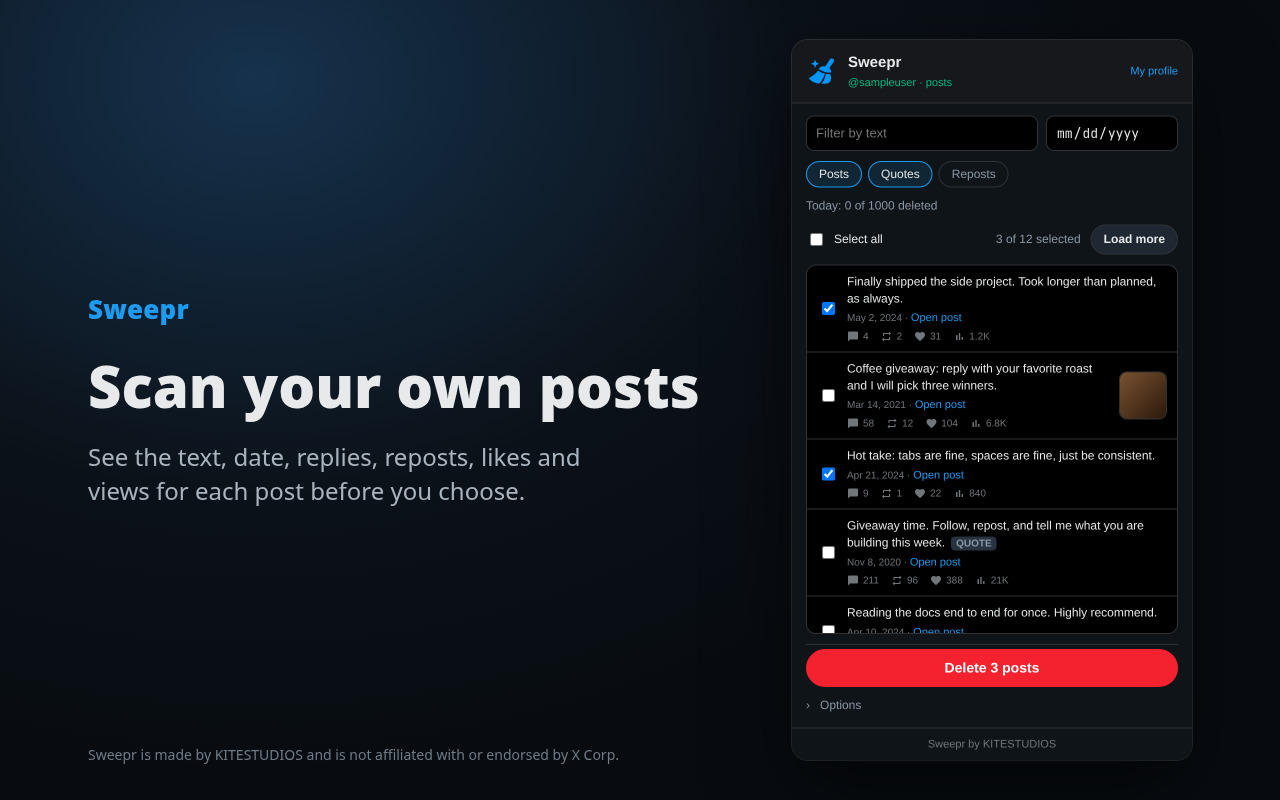 Sweepr
Scan your own posts
See the text, date, replies, reposts, likes and
views for each post before you choose.
Sweepr is made by KITESTUDIOS and is not affiliated with or endorsed by X Corp.
Sweepr
@sampleuser · posts
My profile
Filter by text
mm/dd/yyyy
Posts Quotes Reposts
Today: 0 of 1000 deleted
Select all
3 of 12 selected
Load more
Finally shipped the side project. Took longer than planned,
as always.
May 2, 2024 · Open post
4 2 31 1.2K
Coffee giveaway: reply with your favorite roast
and I will pick three winners.
Mar 14, 2021 · Open post
58 12 104 6.8K
Hot take: tabs are fine, spaces are fine, just be consistent.
Apr 21, 2024 · Open post
9 1 22 840
Giveaway time. Follow, repost, and tell me what you are
building this week. QUOTE
Nov 8, 2020 · Open post
211 96 388 21K
Reading the docs end to end for once. Highly recommend.
Apr 10, 2024 · Open post
Delete 3 posts
› Options
Sweepr by KITESTUDIOS